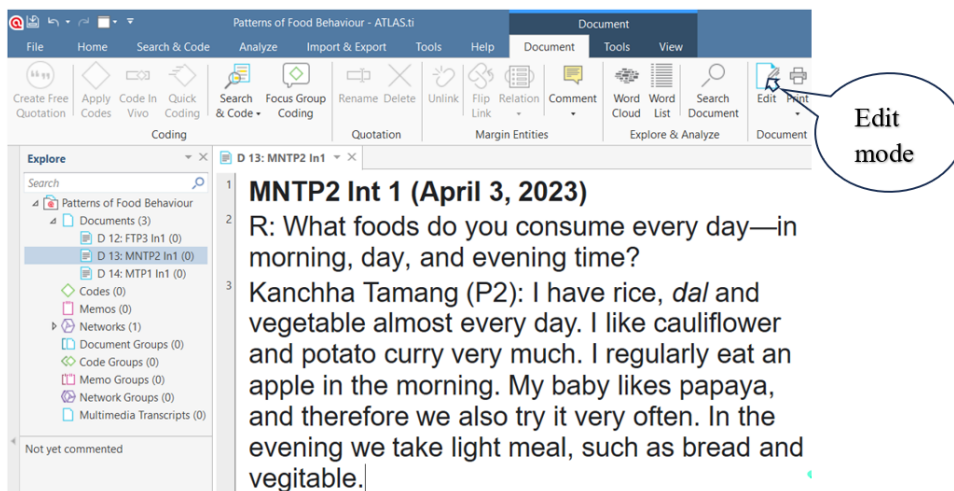 Patterns of Food Behaviour - ATLAS.ti
Document
File Home Search & Code Analyze Import & Export Tools Help Document Tools View
Create Free Quotation
Apply Codes
Code In Vivo
Quick Coding
Search & Code
Focus Group Coding
Rename Delete
Unlink
Flip Link
Relation
Comment
Word Cloud
Word List
Search Document
Edit Print
Coding Quotation Margin Entities Explore & Analyze Document
Edit
mode
Explore
Search
Patterns of Food Behaviour
Documents (3)
D 12: FTP3 In1 (0)
D 13: MNTP2 In1 (0)
D 14: MTP1 In1 (0)
Codes (0)
Memos (0)
Networks (1)
Document Groups (0)
Code Groups (0)
Memo Groups (0)
Network Groups (0)
Multimedia Transcripts (0)
Not yet commented
D 13: MNTP2 In1
1 MNTP2 Int 1 (April 3, 2023)
2 R: What foods do you consume every day—in
morning, day, and evening time?
3 Kanchha Tamang (P2): I have rice, dal and
vegetable almost every day. I like cauliflower
and potato curry very much. I regularly eat an
apple in the morning. My baby likes papaya,
and therefore we also try it very often. In the
evening we take light meal, such as bread and
vegitable.